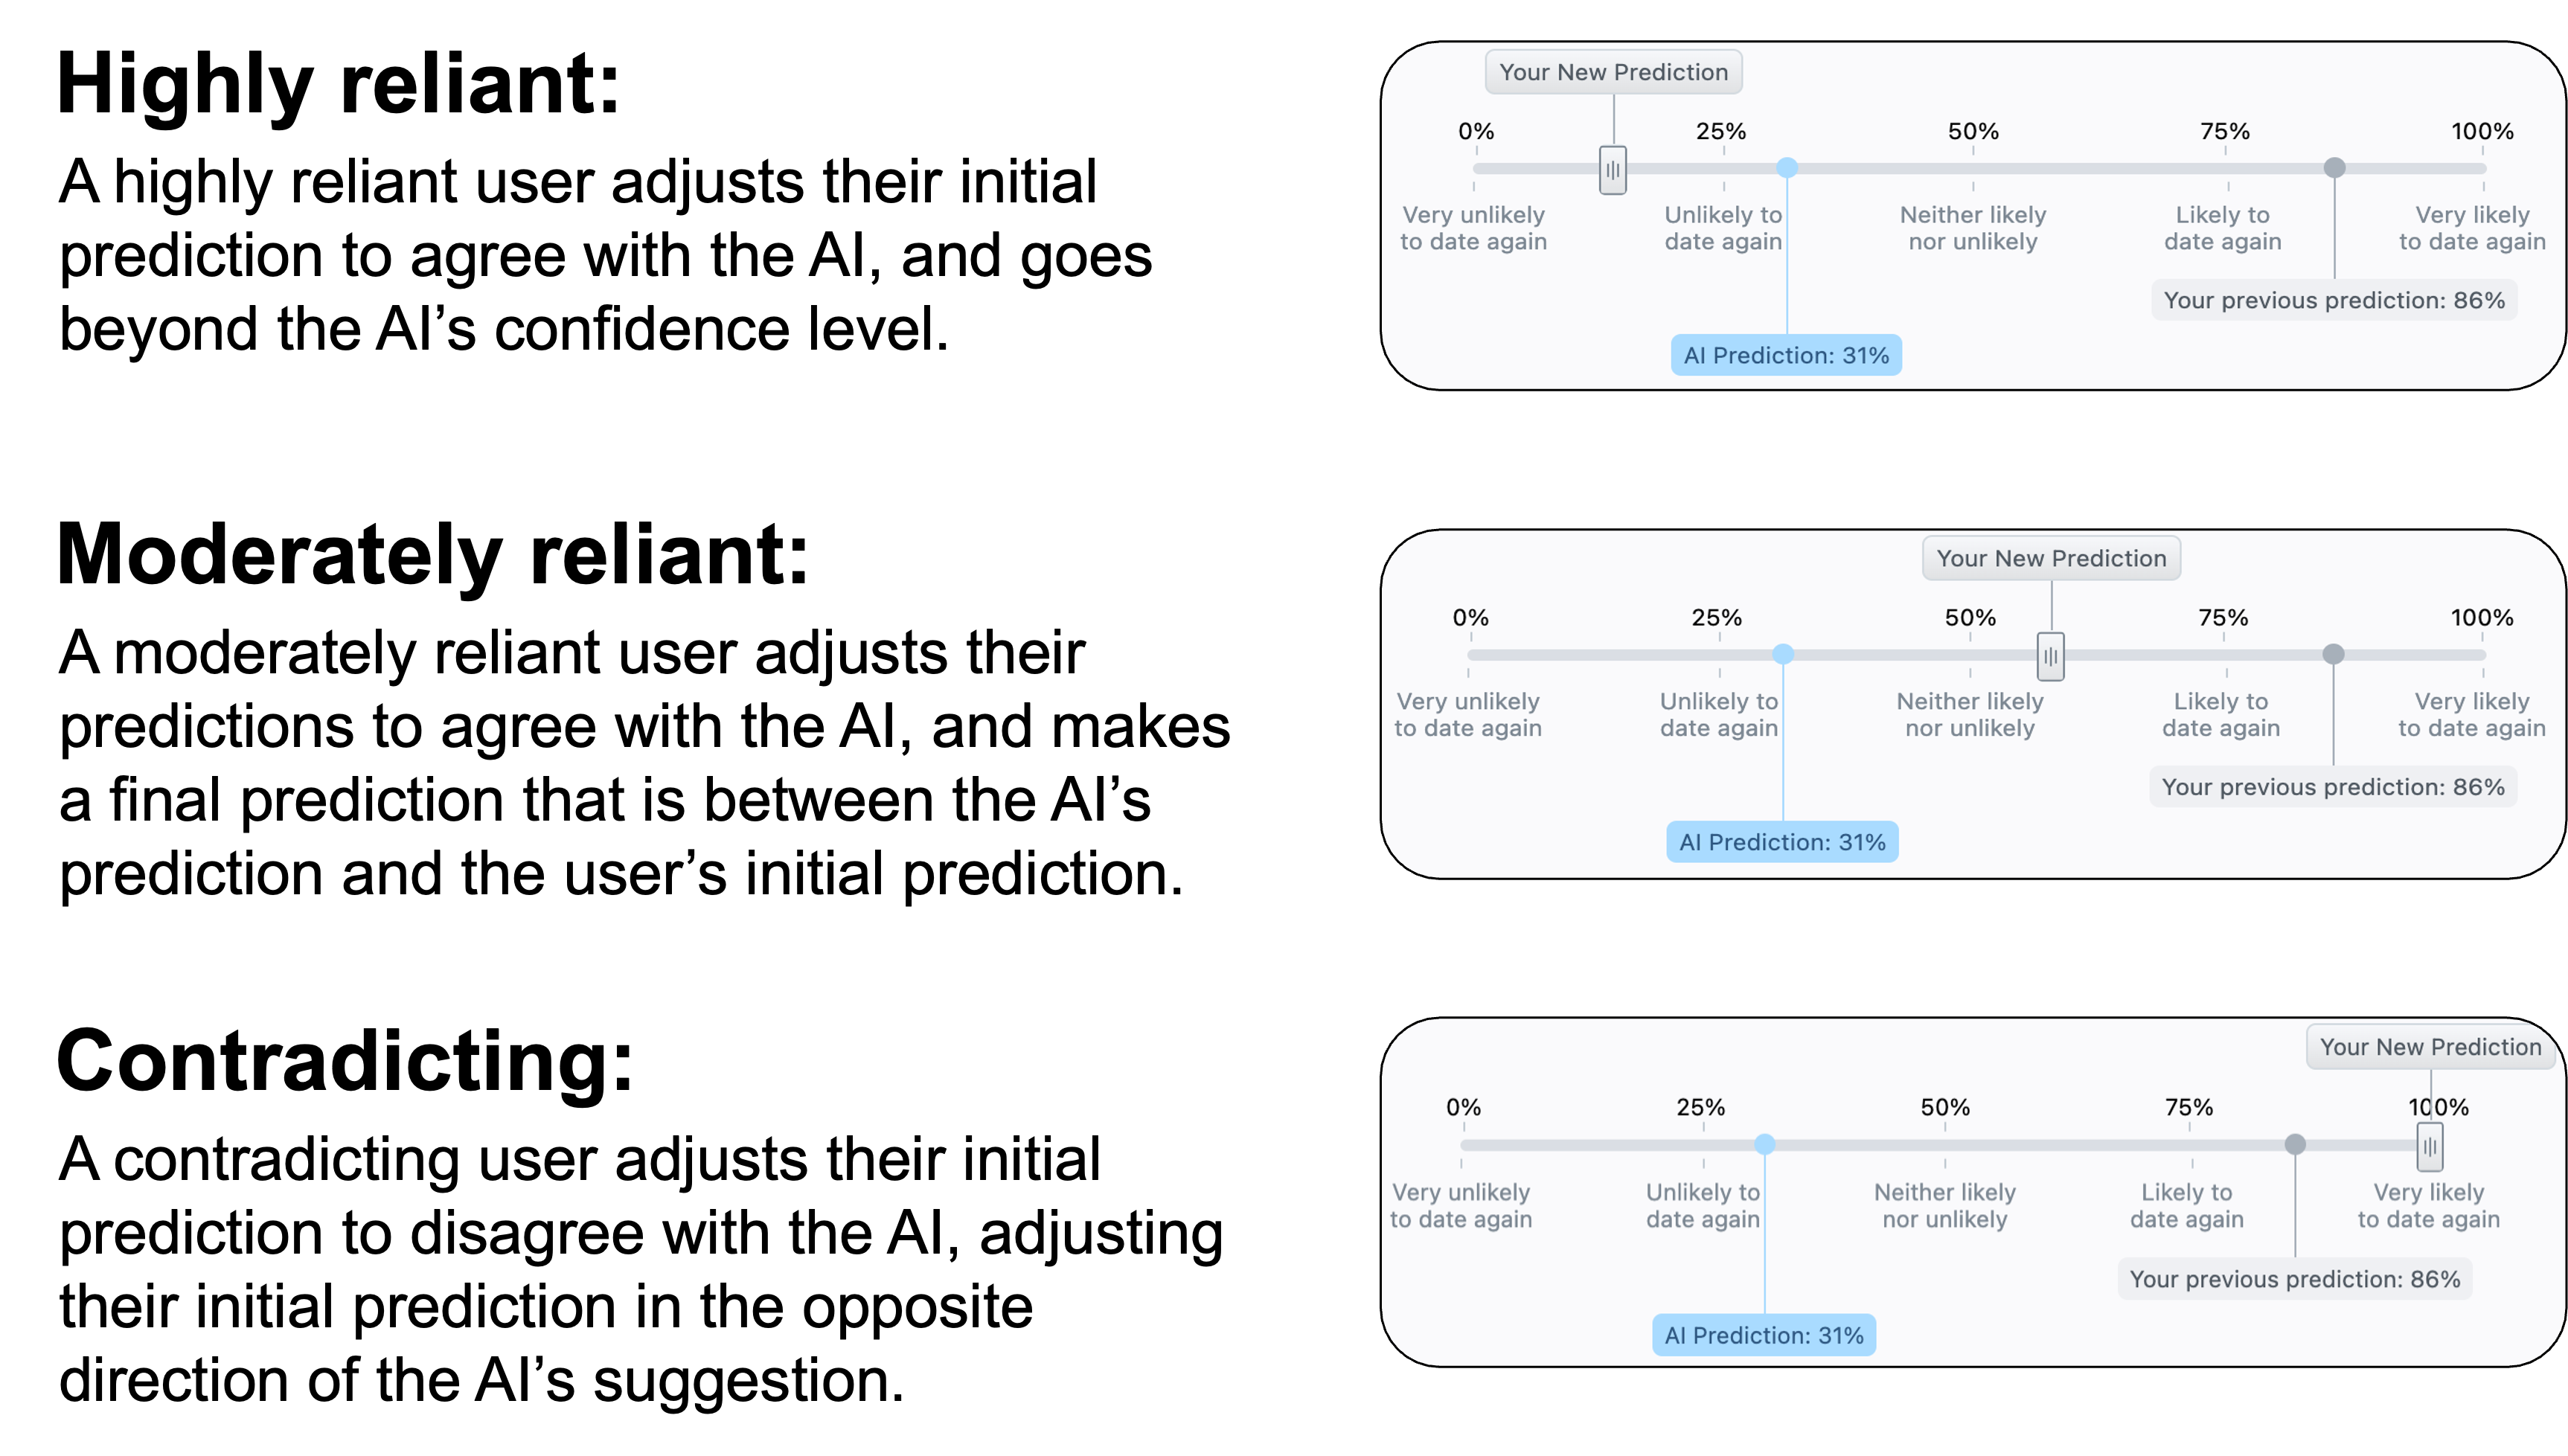 Highly reliant:
A highly reliant user adjusts their initial
prediction to agree with the AI, and goes
beyond the AI’s confidence level.
Your New Prediction
0% 25% 50% 75% 100%
Very unlikely Unlikely to Neither likely Likely to Very likely
to date again date again nor unlikely date again to date again
Your previous prediction: 86%
AI Prediction: 31%
Moderately reliant:
A moderately reliant user adjusts their
predictions to agree with the AI, and makes
a final prediction that is between the AI’s
prediction and the user’s initial prediction.
Your New Prediction
0% 25% 50% 75% 100%
Very unlikely Unlikely to Neither likely Likely to Very likely
to date again date again nor unlikely date again to date again
Your previous prediction: 86%
AI Prediction: 31%
Contradicting:
A contradicting user adjusts their initial
prediction to disagree with the AI, adjusting
their initial prediction in the opposite
direction of the AI’s suggestion.
Your New Prediction
0% 25% 50% 75% 100%
Very unlikely Unlikely to Neither likely Likely to Very likely
to date again date again nor unlikely date again to date again
Your previous prediction: 86%
AI Prediction: 31%